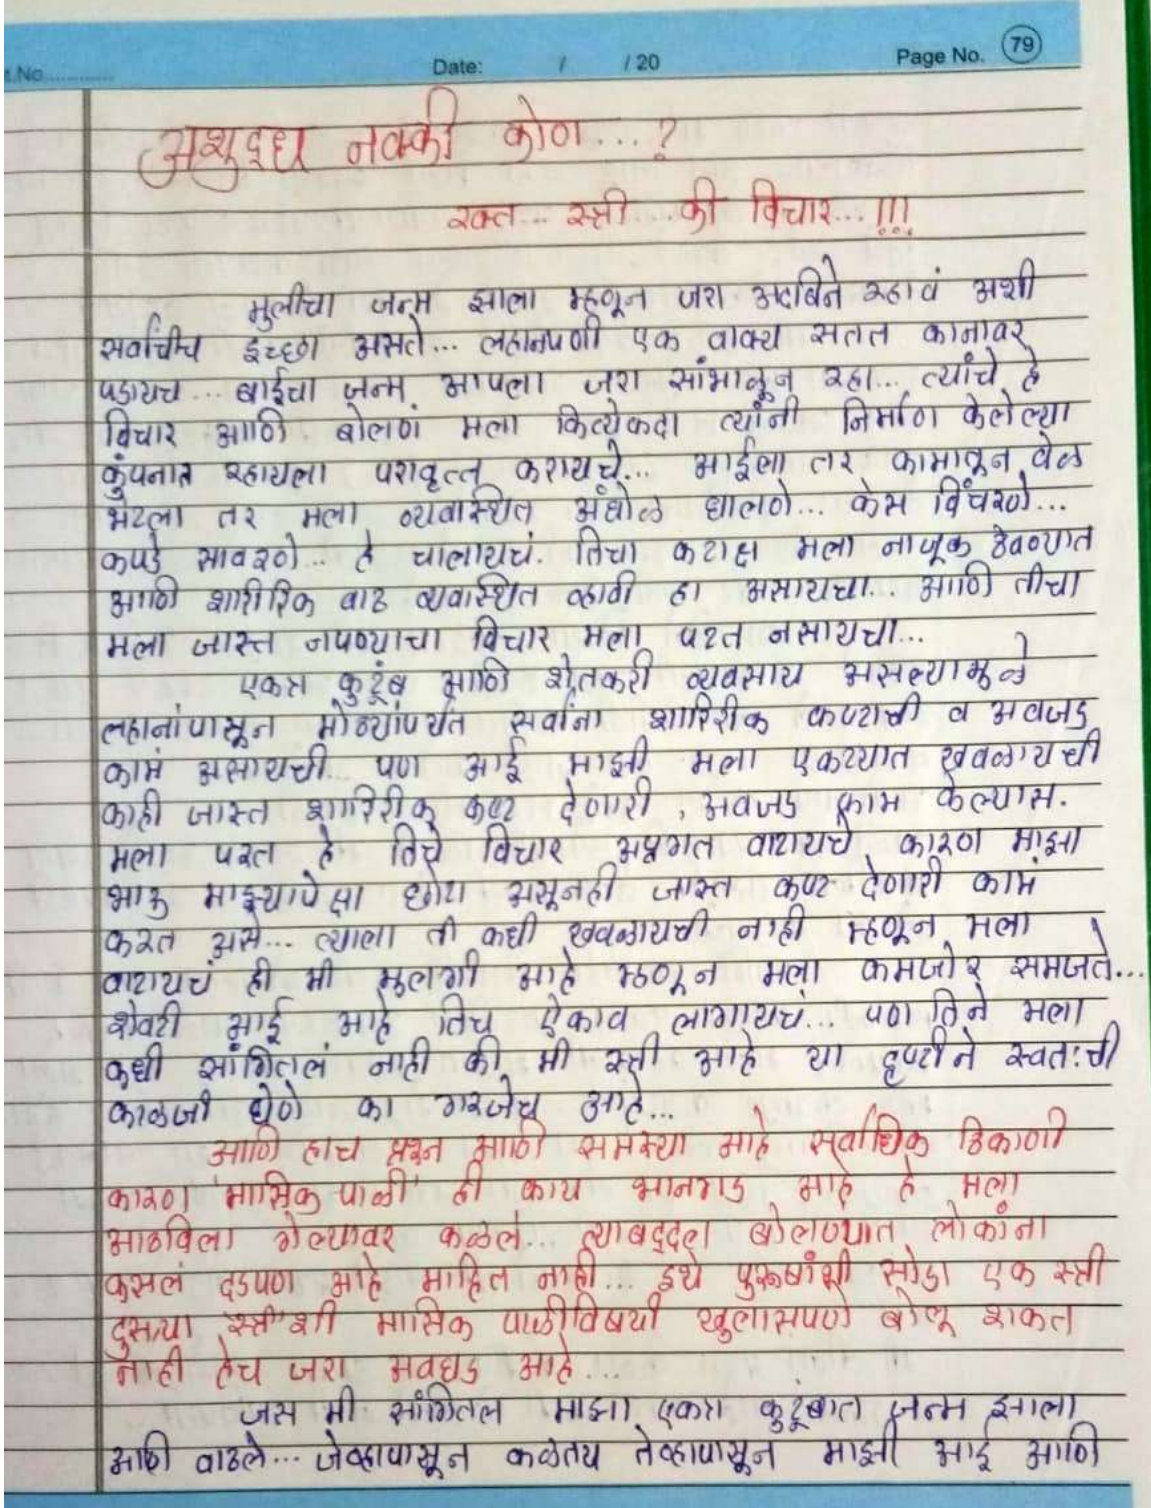 t.No............
Date: / / 20
Page No. 79
अशुद्ध नक्की कोण...?
रक्त... स्त्री... की विचार...!!!
मुलीचा जन्म झाला म्हणून जरा अदबिने रहावं अशी
सर्वांचीच इच्छा असते... लहानपणी एक वाक्य सतत कानावर
पडायच... बाईचा जन्म आपला जरा सांभाळून रहा... त्यांचे हे
विचार आणि बोलणं मला कित्येकदा त्यांनी निर्माण केलेल्या
कुंपनात रहायला परावृत्त करायचे... आईला तर कामातून वेळ
भेटला तर मला व्यवास्थित अंघोळ घालणे... केस विंचरणे...
कपडे सावरणे... हे चालायचं. तिचा कटाक्ष मला नाजूक ठेवण्यात
आणि शारीरिक वाढ व्यवास्थित व्हावी हा असायचा... आणि तीचा
मला जास्त जपण्याचा विचार मला पटत नसायचा...
एकत्र कुटूंब आणि शेतकरी व्यवसाय असल्यामूळे
लहानांपासून मोठ्यांपर्यंत सर्वांना शारिरीक कष्टाची व अवजड
कामं असायची... पण आई माझी मला एकट्यात खवळायची
काही जास्त शारिरीक कष्ट देणारी, अवजड काम केल्यास.
मला परत हे तिचे विचार अप्रगत वाटायचे कारण माझा
भाऊ माझ्यापेक्षा छोटा असूनही जास्त कष्ट देणारी कामं
करत असे... त्याला ती कधी खवळायची नाही म्हणून मला
वाटायचं ही मी मुलगी आहे म्हणून मला कमजोर समजते...
शेवटी आई आहे तिच ऐकाव लागायचं... पण तिने मला
कधी सांगितलं नाही की मी स्त्री आहे या दृष्टीने स्वत:ची
काळजी घेणे का गरजेच आहे...
आणि हाच प्रश्न आणि समस्या आहे सर्वाधिक ठिकाणी
कारण 'मासिक पाळी' ही काय भानगड आहे हे मला
आठविला गेल्यावर कळलं... त्याबद्दल बोलण्यात लोकांना
कसलं दडपण आहे माहित नाही... इथे पुरूषांशी सोडा एक स्त्री
दुसऱ्या स्त्रीशी मासिक पाळीविषयी खुलासपणे बोलू शकत
नाही हेच जरा अवघड आहे...
जस मी सांगितल माझा एकत्र कुटूंबात जन्म झाला
आणि वाढले... जेव्हापासून कळतय तेव्हापासून माझी आई आणि